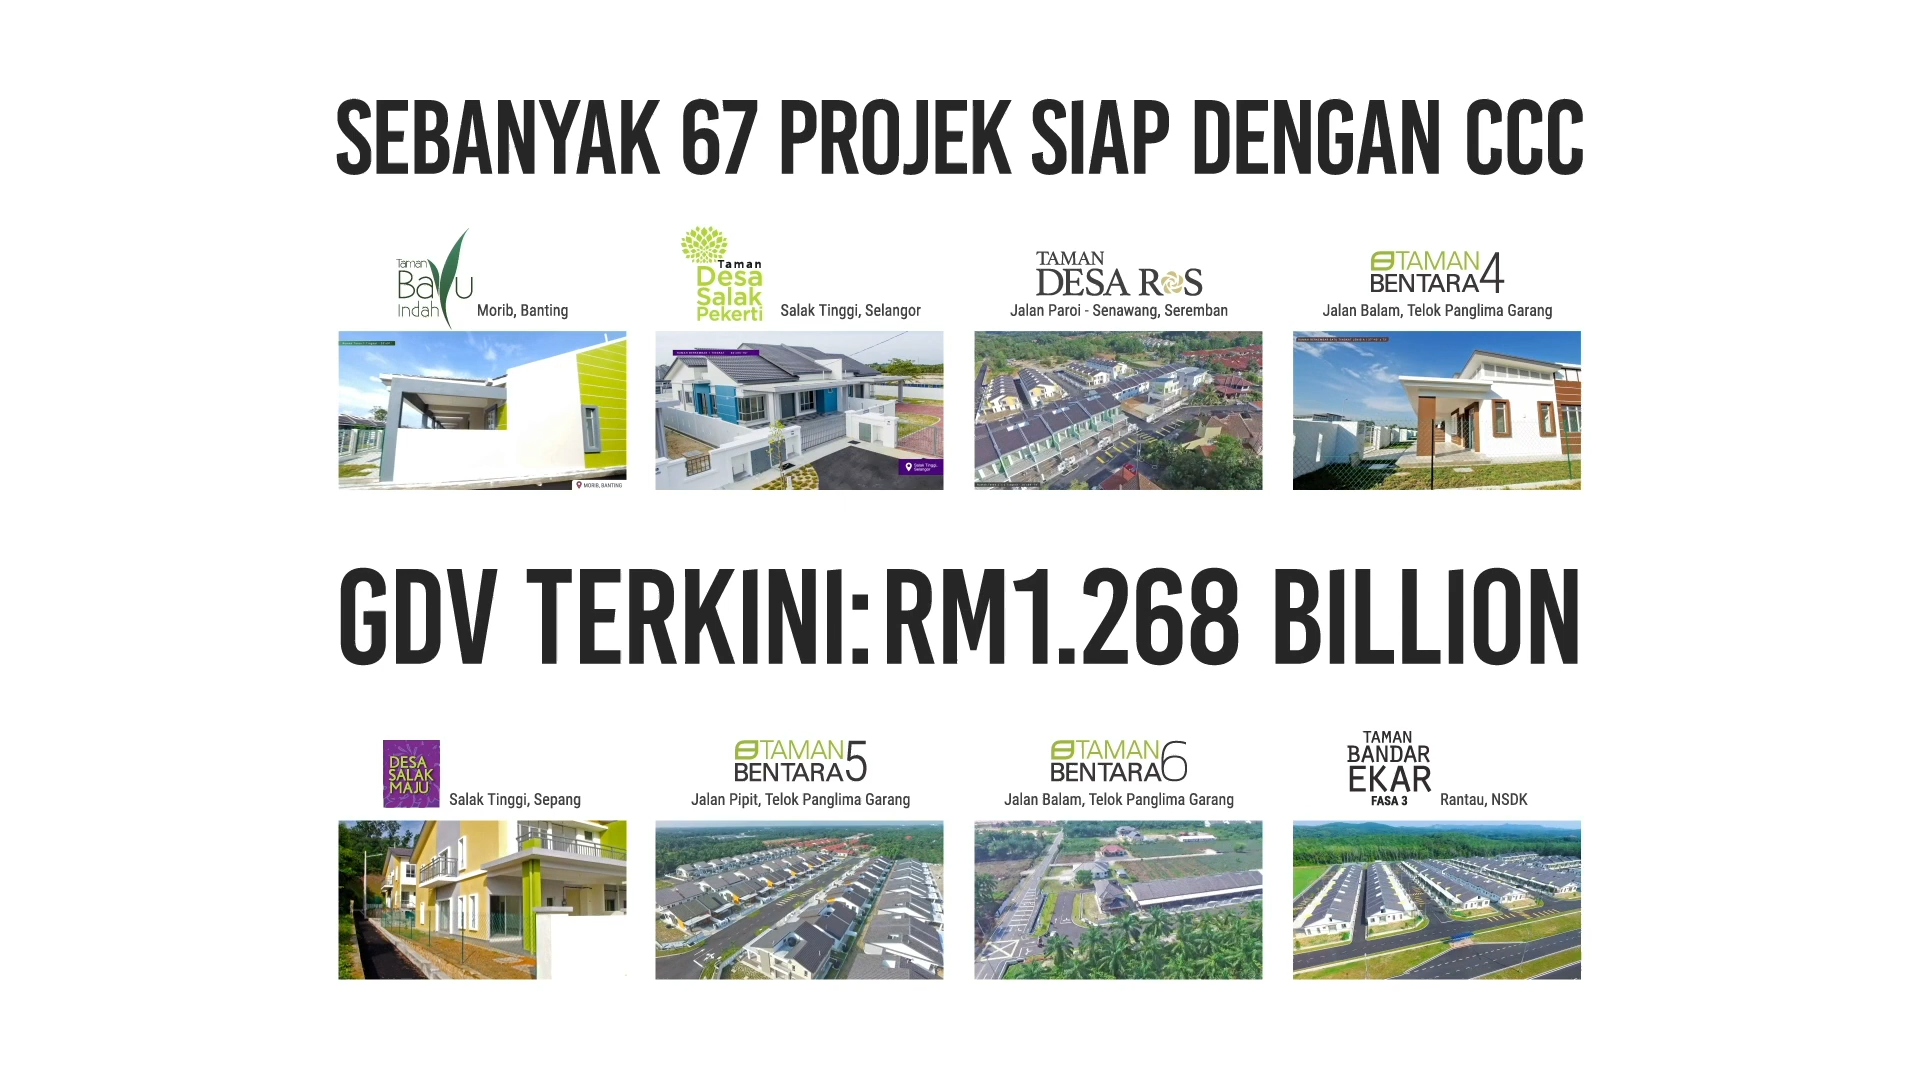 SEBANYAK 67 PROJEK SIAP DENGAN CCC
Taman
Bayu
Indah
Morib, Banting
Taman
Desa
Salak
Pekerti
Salak Tinggi, Selangor
TAMAN
DESA ROS
Jalan Paroi - Senawang, Seremban
TAMAN
BENTARA 4
Jalan Balam, Telok Panglima Garang
MORIB, BANTING
Salak Tinggi,
Selangor
GDV TERKINI: RM1.268 BILLION
DESA
SALAK
MAJU
Salak Tinggi, Sepang
TAMAN
BENTARA 5
Jalan Pipit, Telok Panglima Garang
TAMAN
BENTARA 6
Jalan Balam, Telok Panglima Garang
TAMAN
BANDAR
EKAR
FASA 3
Rantau, NSDK